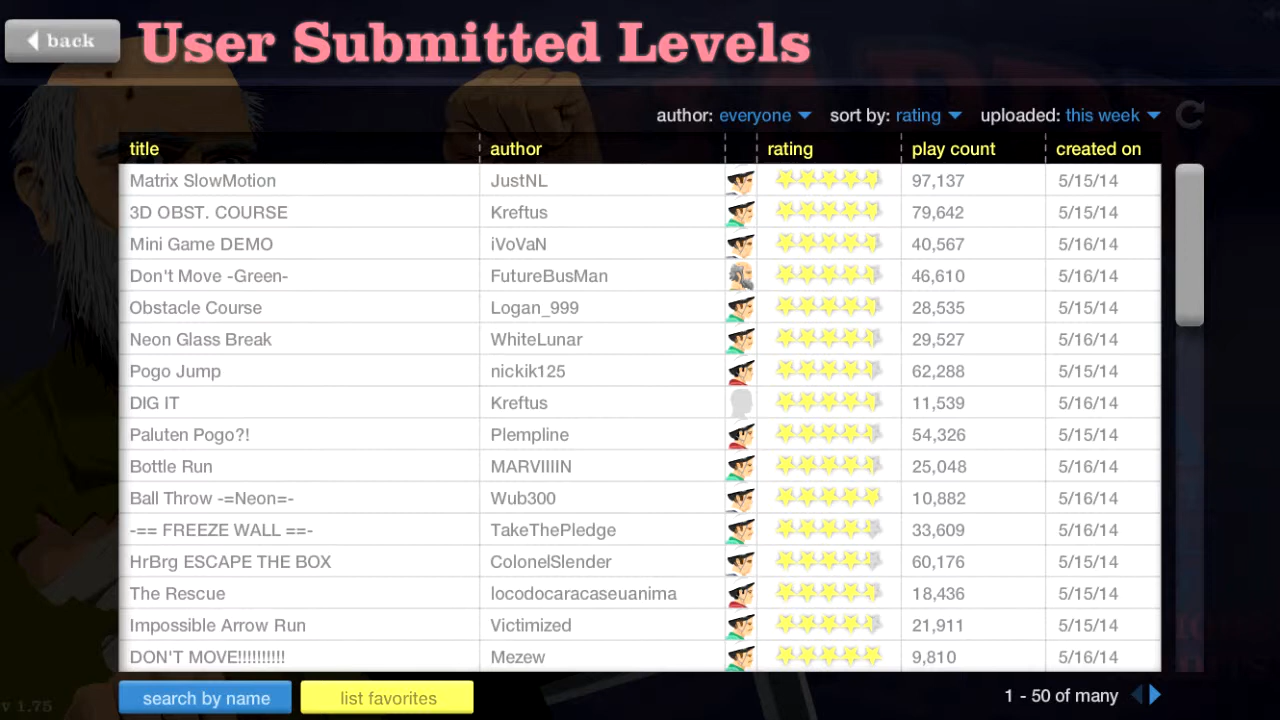 back
User Submitted Levels
author: everyone sort by: rating uploaded: this week
title author rating play count created on
Matrix SlowMotion JustNL 97,137 5/15/14
3D OBST. COURSE Kreftus 79,642 5/15/14
Mini Game DEMO iVoVaN 40,567 5/16/14
Don't Move -Green- FutureBusMan 46,610 5/16/14
Obstacle Course Logan_999 28,535 5/15/14
Neon Glass Break WhiteLunar 29,527 5/15/14
Pogo Jump nickik125 62,288 5/15/14
DIG IT Kreftus 11,539 5/16/14
Paluten Pogo?! Plempline 54,326 5/15/14
Bottle Run MARVIIIIN 25,048 5/16/14
Ball Throw -=Neon=- Wub300 10,882 5/16/14
-== FREEZE WALL ==- TakeThePledge 33,609 5/16/14
HrBrg ESCAPE THE BOX ColonelSlender 60,176 5/15/14
The Rescue locodocaracaseuanima 18,436 5/15/14
Impossible Arrow Run Victimized 21,911 5/15/14
DON'T MOVE!!!!!!!!!! Mezew 9,810 5/16/14
search by name list favorites 1 - 50 of many
v 1.75